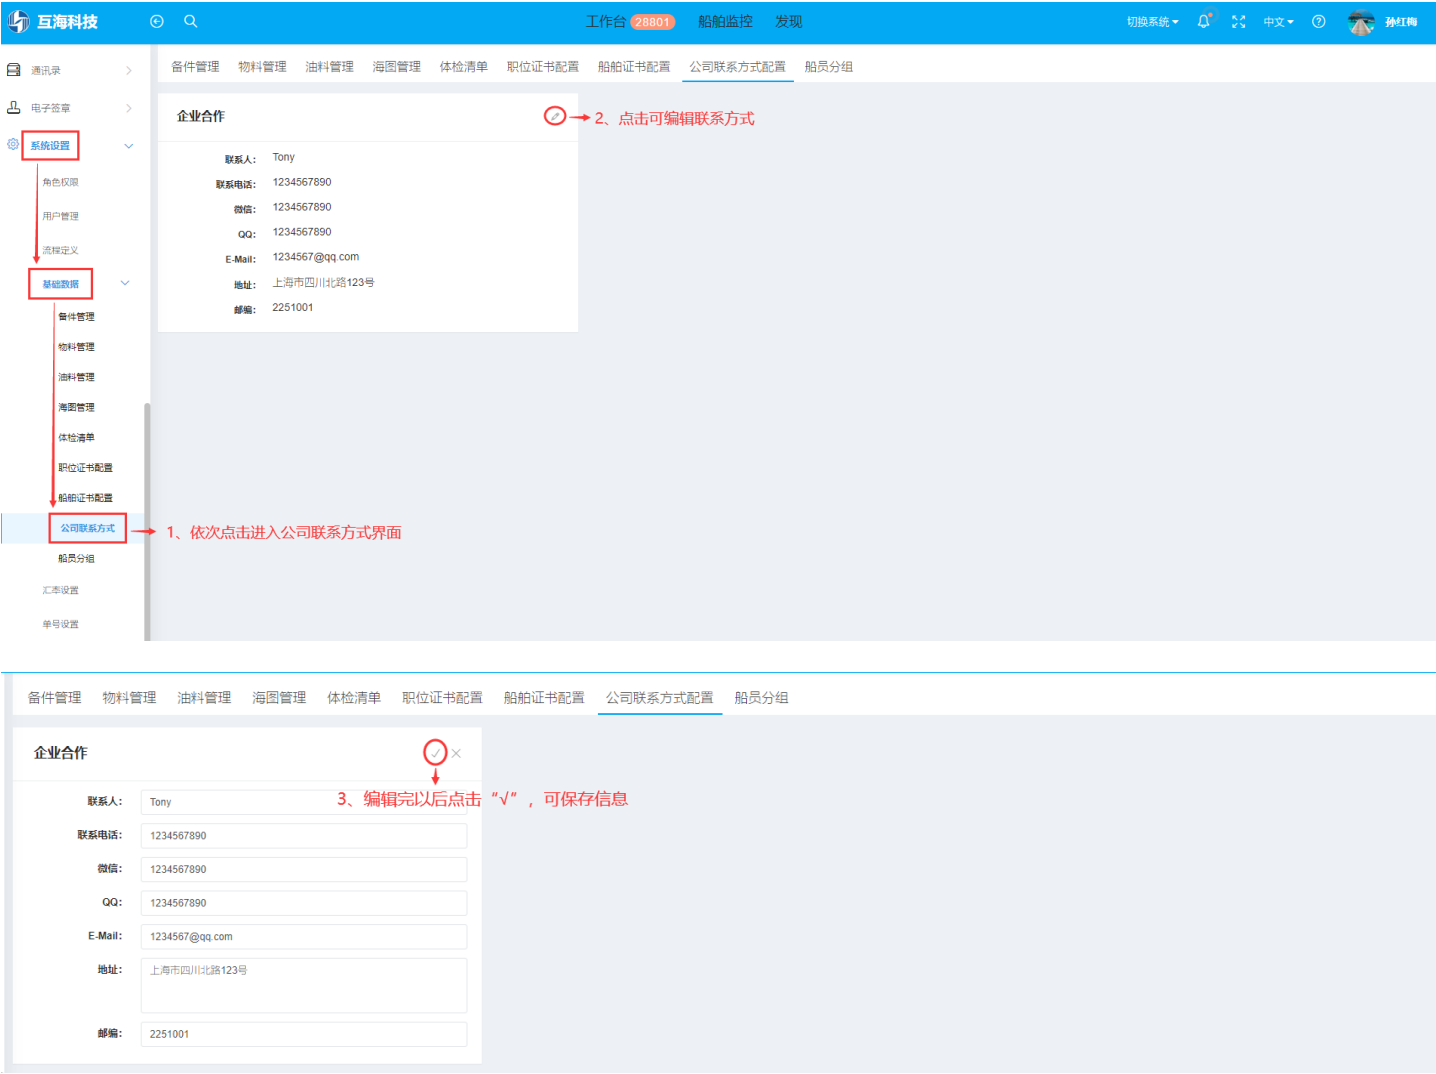 互海科技
工作台 28801 船舶监控 发现
切换系统 中文 孙红梅
通讯录
电子签章
系统设置
角色权限
用户管理
流程定义
基础数据
备件管理
物料管理
油料管理
海图管理
体检清单
职位证书配置
船舶证书配置
公司联系方式
船员分组
汇率设置
单号设置
备件管理 物料管理 油料管理 海图管理 体检清单 职位证书配置 船舶证书配置 公司联系方式配置 船员分组
企业合作
2、点击可编辑联系方式
联系人: Tony
联系电话: 1234567890
微信: 1234567890
QQ: 1234567890
E-Mail: 1234567@qq.com
地址: 上海市四川北路123号
邮编: 2251001
1、依次点击进入公司联系方式界面
备件管理 物料管理 油料管理 海图管理 体检清单 职位证书配置 船舶证书配置 公司联系方式配置 船员分组
企业合作
3、编辑完以后点击“√”，可保存信息
联系人: Tony
联系电话: 1234567890
微信: 1234567890
QQ: 1234567890
E-Mail: 1234567@qq.com
地址: 上海市四川北路123号
邮编: 2251001